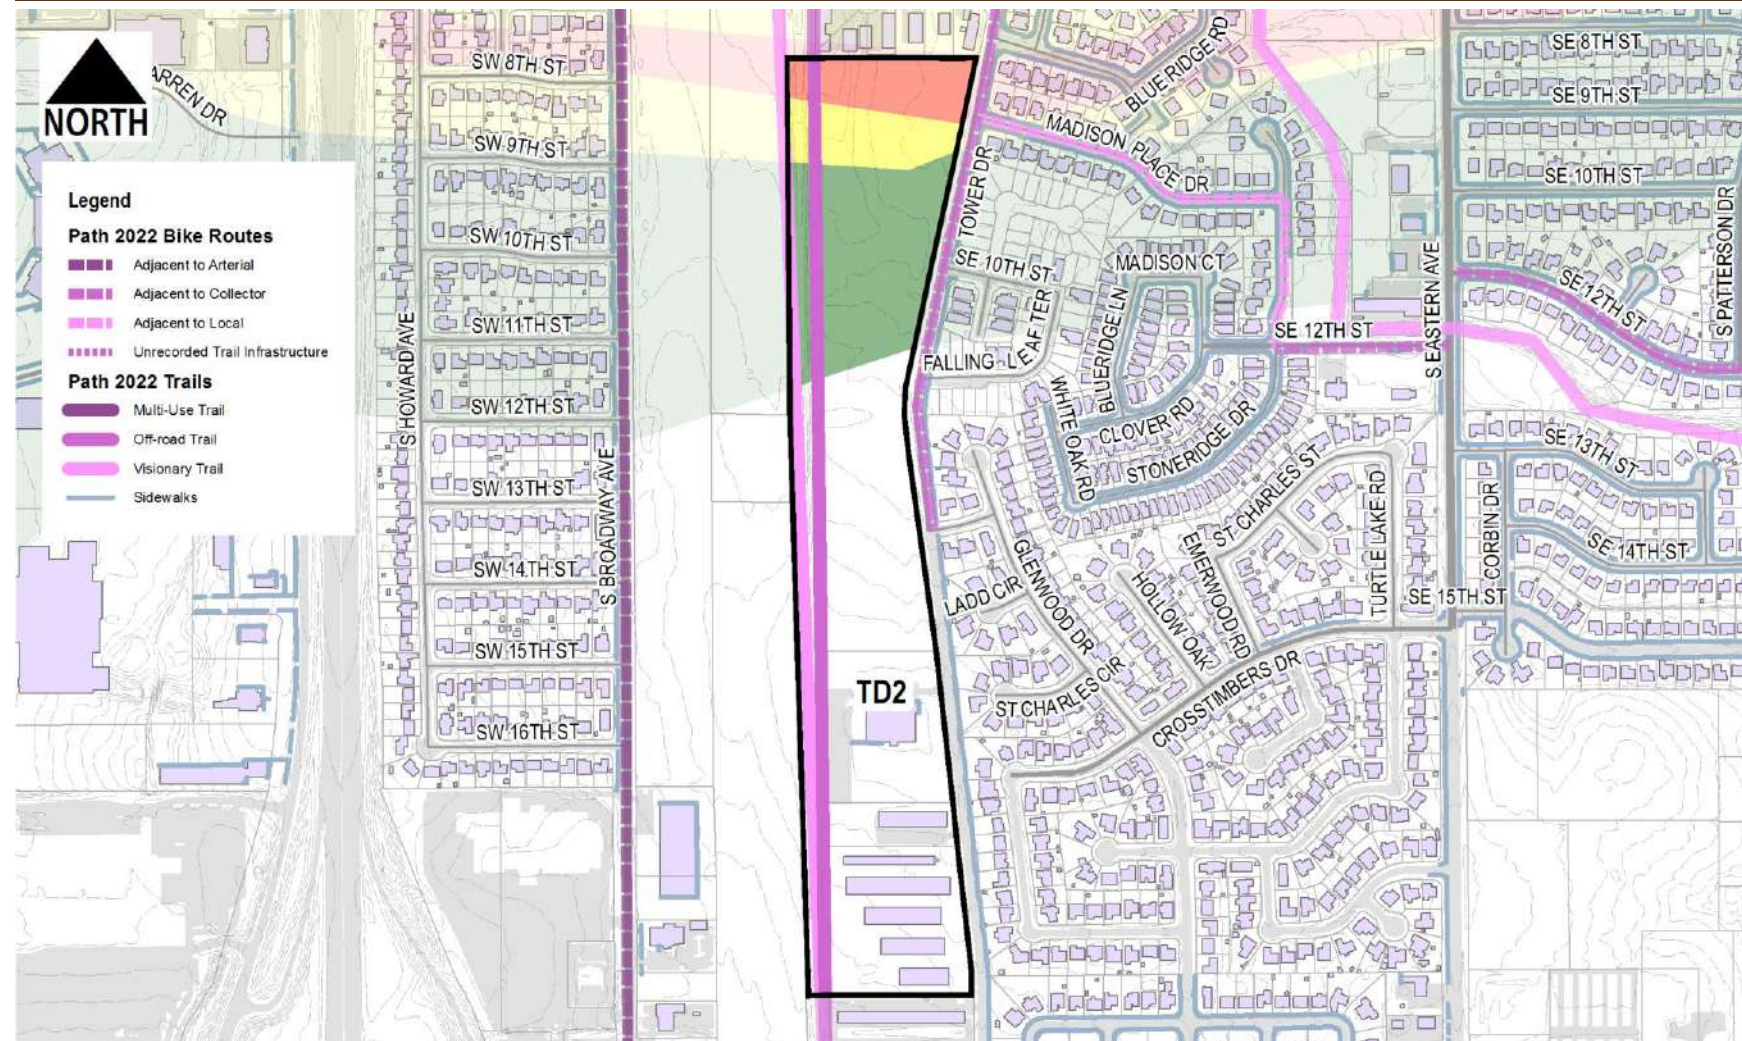 NORTH
Legend
Path 2022 Bike Routes
Adjacent to Arterial
Adjacent to Collector
Adjacent to Local
Unrecorded Trail Infrastructure
Path 2022 Trails
Multi-Use Trail
Off-road Trail
Visionary Trail
Sidewalks
ARREN DR
SW 8TH ST
SW 9TH ST
SW 10TH ST
SW 11TH ST
SW 12TH ST
SW 13TH ST
SW 14TH ST
SW 15TH ST
SW 16TH ST
S HOWARD AVE
S BROADWAY AVE
TD2
TOWER DR
BLUE RIDGE RD
MADISON PLACE DR
SE 10TH ST
MADISON CT
FALLING LEAF TER
BLUERIDGE LN
WHITE OAK RD
CLOVER RD
STONERIDGE DR
SE 12TH ST
S EASTERN AVE
SE 8TH ST
SE 9TH ST
SE 10TH ST
SE 12TH ST
S PATTERSON DR
SE 13TH ST
SE 14TH ST
CORBIN DR
SE 15TH ST
TURTLE LAKE RD
ST CHARLES ST
EMERWOOD RD
HOLLOW OAK
GLENWOOD DR
LADD CIR
ST CHARLES CIR
CROSSTIMBERS DR